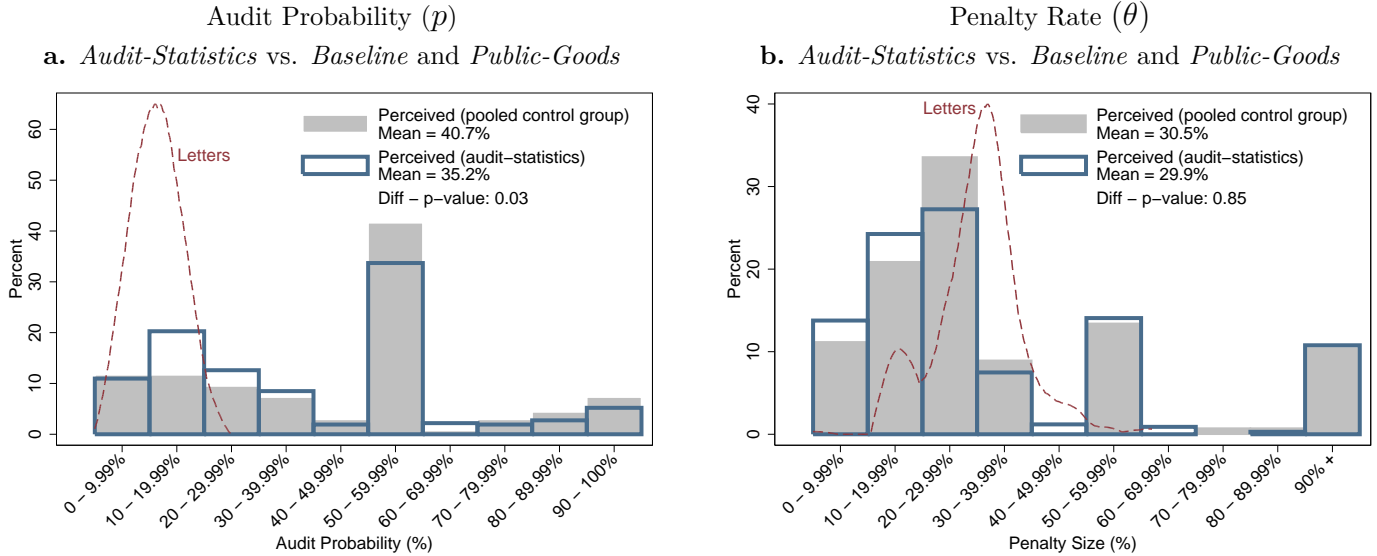 Audit Probability (p)
a. Audit-Statistics vs. Baseline and Public-Goods
Percent
0
10
20
30
40
50
60
Letters
Perceived (pooled control group)
Mean = 40.7%
Perceived (audit−statistics)
Mean = 35.2%
Diff − p−value: 0.03
0 − 9.99%
10 − 19.99%
20 − 29.99%
30 − 39.99%
40 − 49.99%
50 − 59.99%
60 − 69.99%
70 − 79.99%
80 − 89.99%
90 − 100%
Audit Probability (%)
Penalty Rate (θ)
b. Audit-Statistics vs. Baseline and Public-Goods
Percent
0
10
20
30
40
Letters
Perceived (pooled control group)
Mean = 30.5%
Perceived (audit−statistics)
Mean = 29.9%
Diff − p−value: 0.85
0 − 9.99%
10 − 19.99%
20 − 29.99%
30 − 39.99%
40 − 49.99%
50 − 59.99%
60 − 69.99%
70 − 79.99%
80 − 89.99%
90% +
Penalty Size (%)